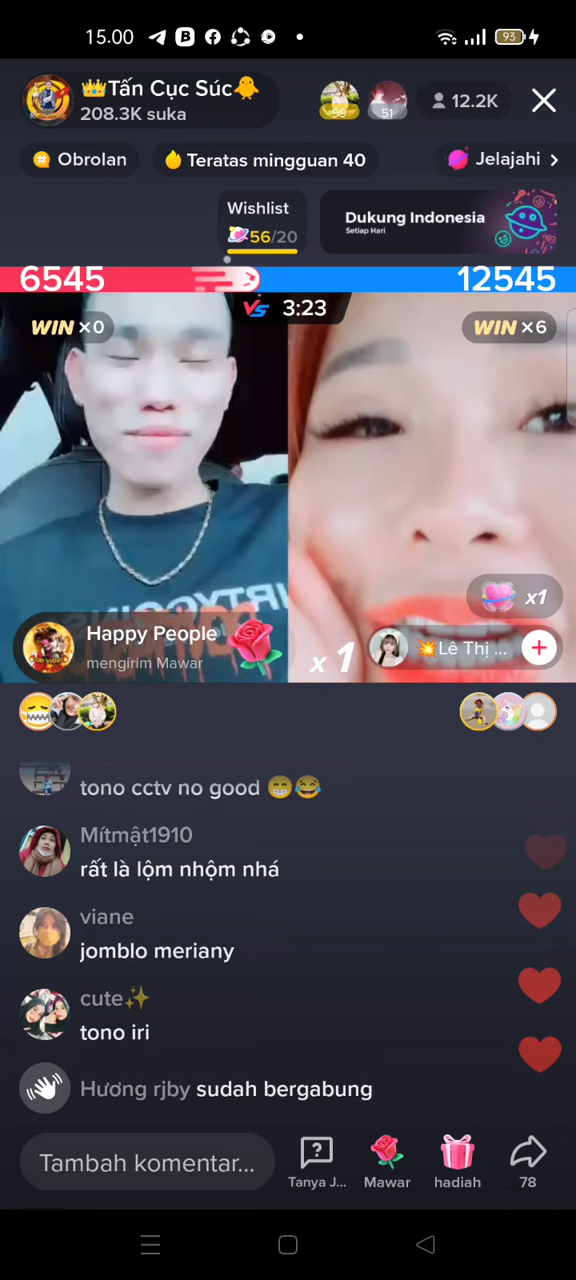 15.00
93
👑Tấn Cục Súc🐥
208.3K suka
99
51
12.2K
Obrolan
Teratas mingguan 40
Jelajahi >
Wishlist
56/20
Dukung Indonesia
Setiap Hari
6545
12545
VS 3:23
WIN ×0
WIN ×6
x1
Happy People
mengirim Mawar
x 1
💥Lê Thị ...
tono cctv no good 😁😂
Mítmật1910
rất là lộm nhộm nhá
viane
jomblo meriany
cute✨
tono iri
Hương rjby sudah bergabung
Tambah komentar...
Tanya J...
Mawar
hadiah
78